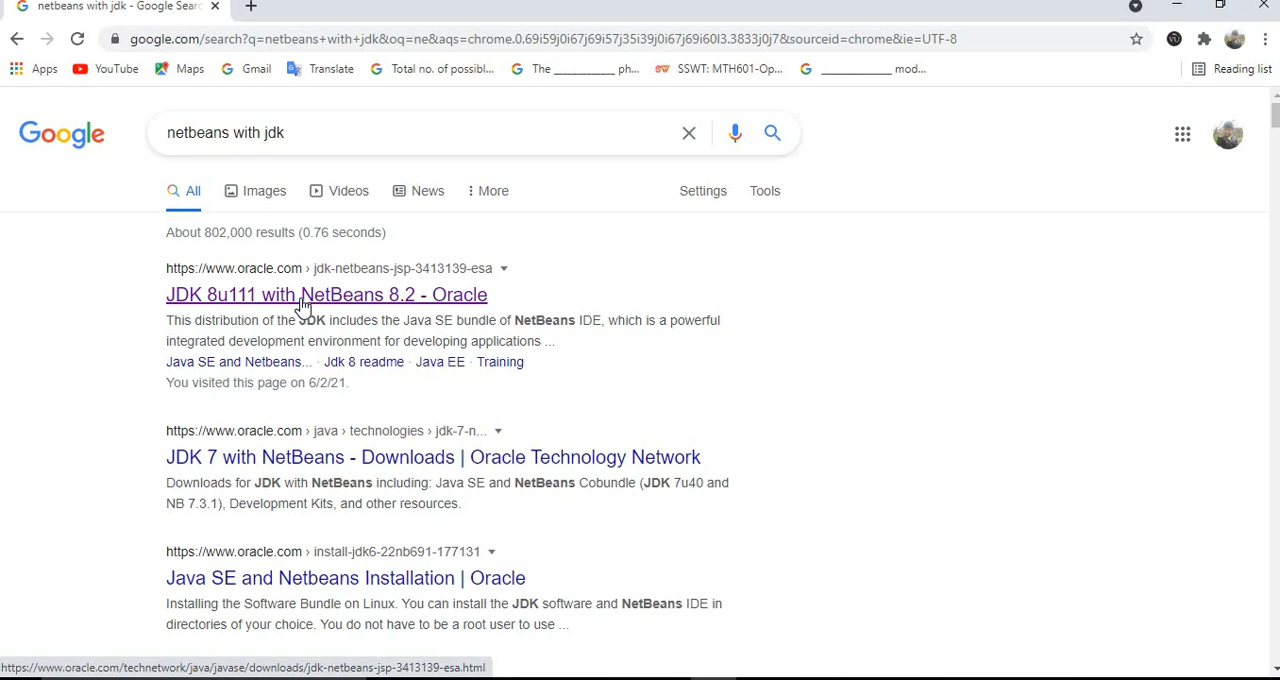 netbeans with jdk - Google Sear
google.com/search?q=netbeans+with+jdk&oq=ne&aqs=chrome.0.69i59j0i67j69i57j35i39j0i67j69i60l3.3833j0j7&sourceid=chrome&ie=UTF-8
Apps YouTube Maps Gmail Translate Total no. of possibl... The ___________ ph... SSWT: MTH601-Op... ___________ mod... Reading list
Google netbeans with jdk
All Images Videos News More Settings Tools
About 802,000 results (0.76 seconds)
https://www.oracle.com › jdk-netbeans-jsp-3413139-esa
JDK 8u111 with NetBeans 8.2 - Oracle
This distribution of the JDK includes the Java SE bundle of NetBeans IDE, which is a powerful
integrated development environment for developing applications ...
Java SE and Netbeans... · Jdk 8 readme · Java EE · Training
You visited this page on 6/2/21.
https://www.oracle.com › java › technologies › jdk-7-n...
JDK 7 with NetBeans - Downloads | Oracle Technology Network
Downloads for JDK with NetBeans including: Java SE and NetBeans Cobundle (JDK 7u40 and
NB 7.3.1), Development Kits, and other resources.
https://www.oracle.com › install-jdk6-22nb691-177131
Java SE and Netbeans Installation | Oracle
Installing the Software Bundle on Linux. You can install the JDK software and NetBeans IDE in
directories of your choice. You do not have to be a root user to use ...
https://www.oracle.com/technetwork/java/javase/downloads/jdk-netbeans-jsp-3413139-esa.html